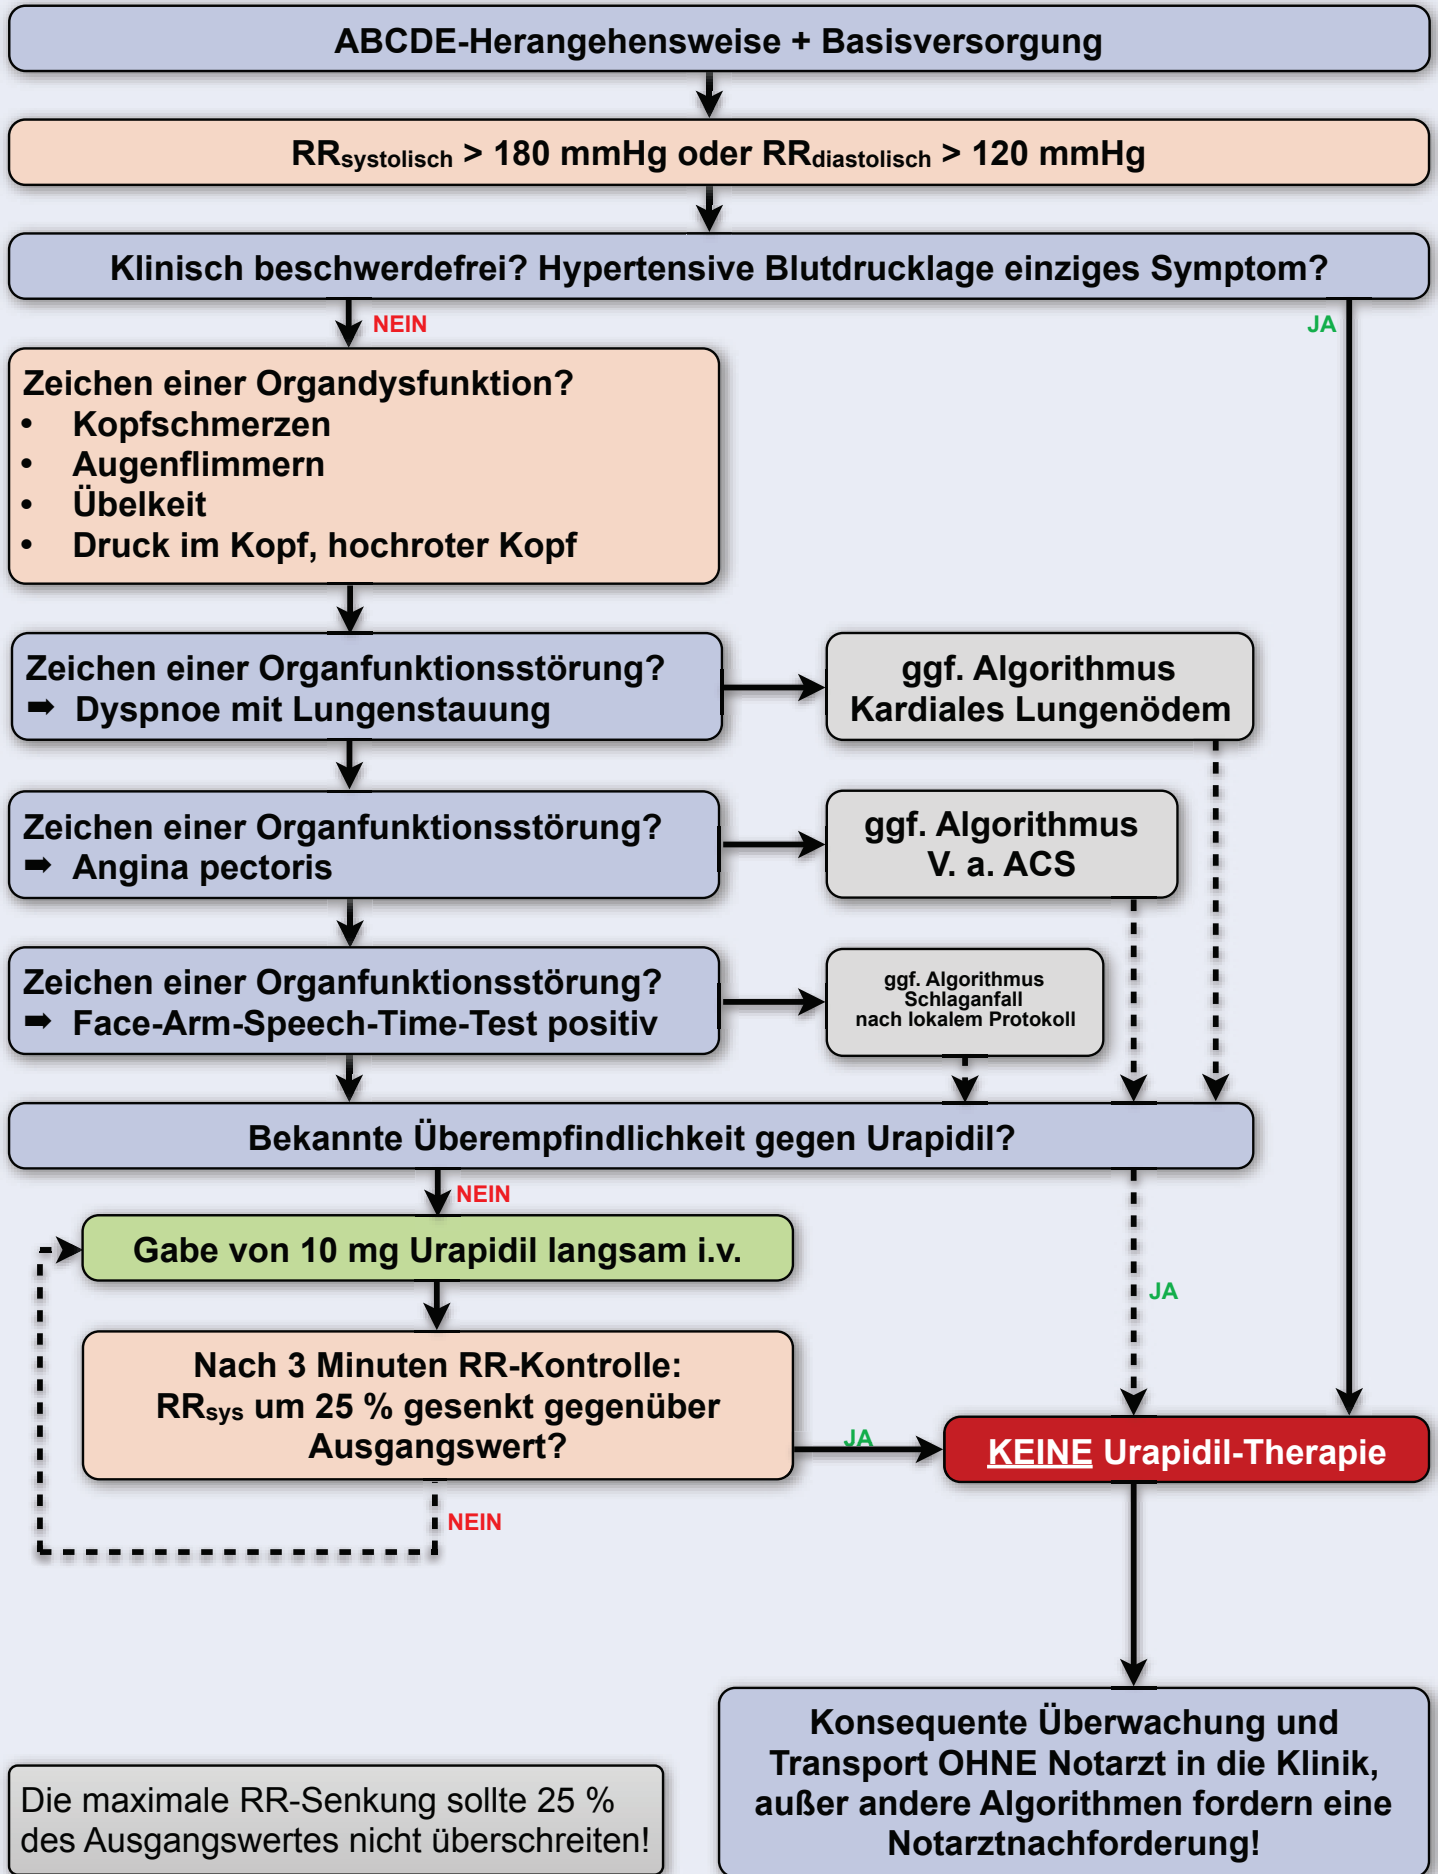 ABCDE-Herangehensweise + Basisversorgung
RRsystolisch > 180 mmHg oder RRdiastolisch > 120 mmHg
Klinisch beschwerdefrei? Hypertensive Blutdrucklage einziges Symptom?
NEIN
JA
Zeichen einer Organdysfunktion?
• Kopfschmerzen
• Augenflimmern
• Übelkeit
• Druck im Kopf, hochroter Kopf
Zeichen einer Organfunktionsstörung?
➡ Dyspnoe mit Lungenstauung
ggf. Algorithmus
Kardiales Lungenödem
Zeichen einer Organfunktionsstörung?
➡ Angina pectoris
ggf. Algorithmus
V. a. ACS
Zeichen einer Organfunktionsstörung?
➡ Face-Arm-Speech-Time-Test positiv
ggf. Algorithmus
Schlaganfall
nach lokalem Protokoll
Bekannte Überempfindlichkeit gegen Urapidil?
NEIN
JA
Gabe von 10 mg Urapidil langsam i.v.
Nach 3 Minuten RR-Kontrolle:
RRsys um 25 % gesenkt gegenüber
Ausgangswert?
JA
NEIN
KEINE Urapidil-Therapie
Konsequente Überwachung und
Transport OHNE Notarzt in die Klinik,
außer andere Algorithmen fordern eine
Notarztnachforderung!
Die maximale RR-Senkung sollte 25 %
des Ausgangswertes nicht überschreiten!